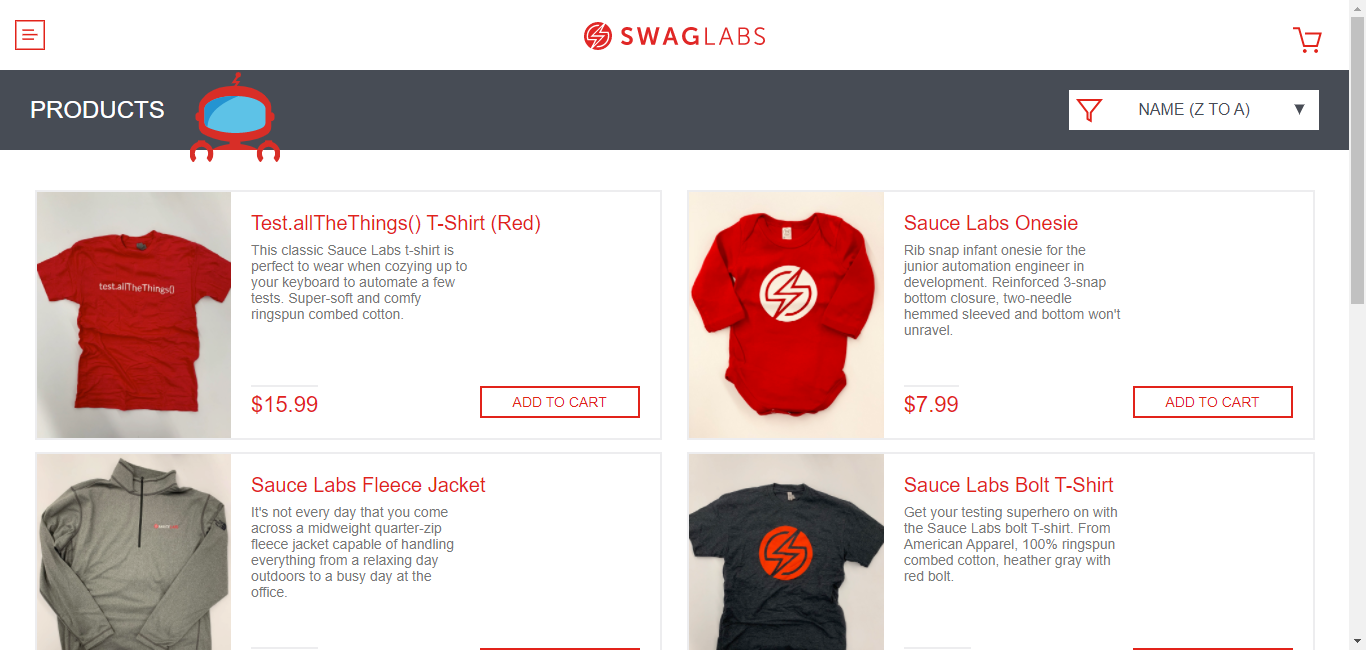 SWAGLABS
PRODUCTS
NAME (Z TO A)
Test.allTheThings() T-Shirt (Red)
This classic Sauce Labs t-shirt is
perfect to wear when cozying up to
your keyboard to automate a few
tests. Super-soft and comfy
ringspun combed cotton.
$15.99
ADD TO CART
test.allTheThings()
Sauce Labs Onesie
Rib snap infant onesie for the
junior automation engineer in
development. Reinforced 3-snap
bottom closure, two-needle
hemmed sleeved and bottom won't
unravel.
$7.99
ADD TO CART
Sauce Labs Fleece Jacket
It's not every day that you come
across a midweight quarter-zip
fleece jacket capable of handling
everything from a relaxing day
outdoors to a busy day at the
office.
Sauce Labs Bolt T-Shirt
Get your testing superhero on with
the Sauce Labs bolt T-shirt. From
American Apparel, 100% ringspun
combed cotton, heather gray with
red bolt.